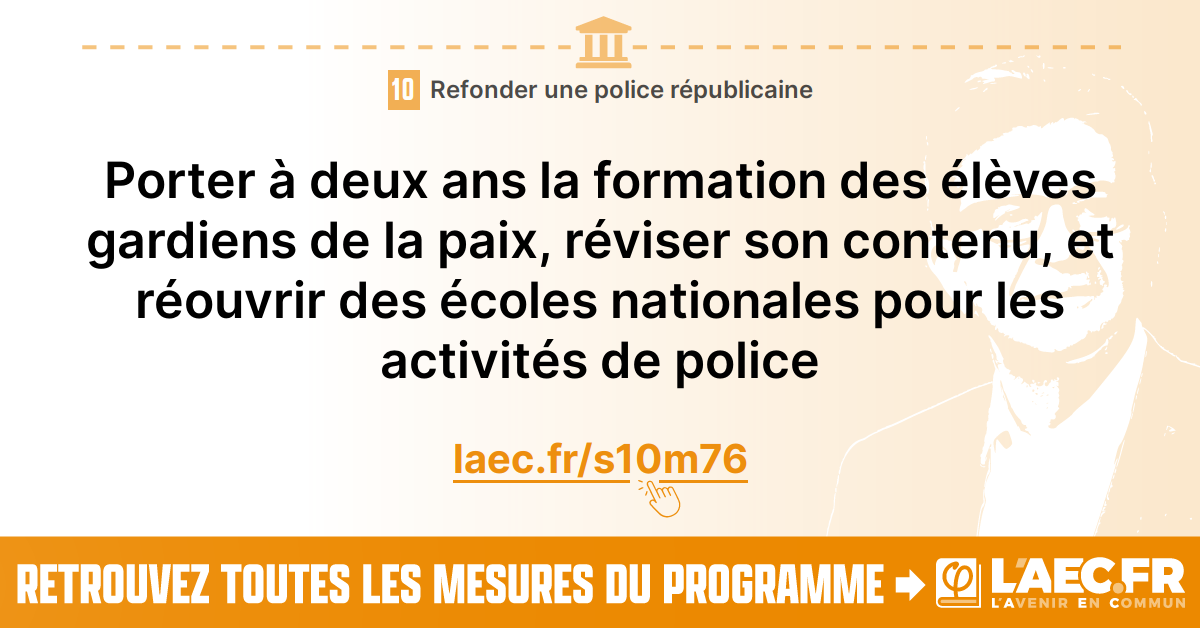 10 Refonder une police républicaine
Porter à deux ans la formation des élèves
gardiens de la paix, réviser son contenu, et
réouvrir des écoles nationales pour les
activités de police
laec.fr/s10m76
RETROUVEZ TOUTES LES MESURES DU PROGRAMME
φ L'AEC.FR
L'AVENIR EN COMMUN